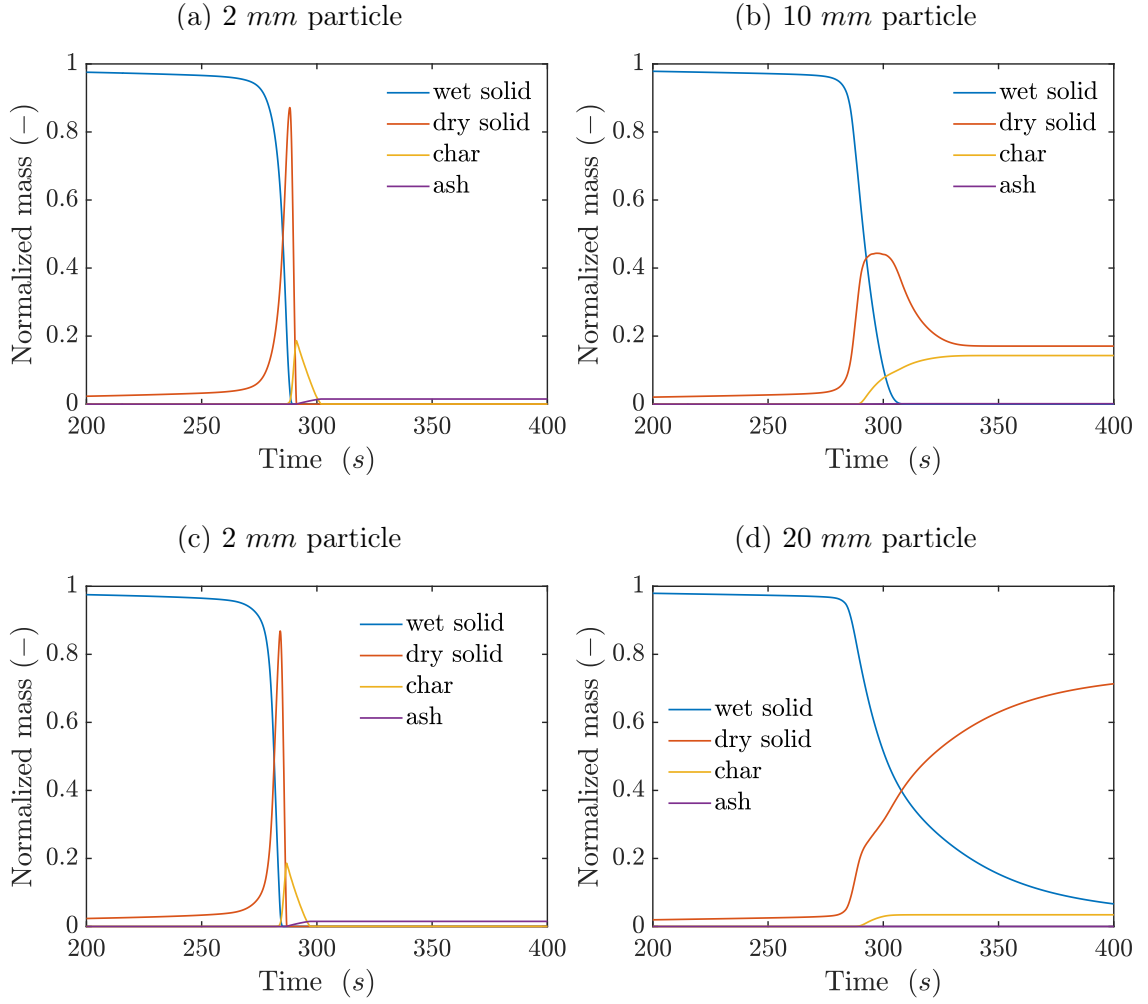 (a) 2 mm particle
Normalized mass (−)
1
0.8
0.6
0.4
0.2
0
wet solid
dry solid
char
ash
200 250 300 350 400
Time (s)
(b) 10 mm particle
Normalized mass (−)
1
0.8
0.6
0.4
0.2
0
wet solid
dry solid
char
ash
200 250 300 350 400
Time (s)
(c) 2 mm particle
Normalized mass (−)
1
0.8
0.6
0.4
0.2
0
wet solid
dry solid
char
ash
200 250 300 350 400
Time (s)
(d) 20 mm particle
Normalized mass (−)
1
0.8
0.6
0.4
0.2
0
wet solid
dry solid
char
ash
200 250 300 350 400
Time (s)